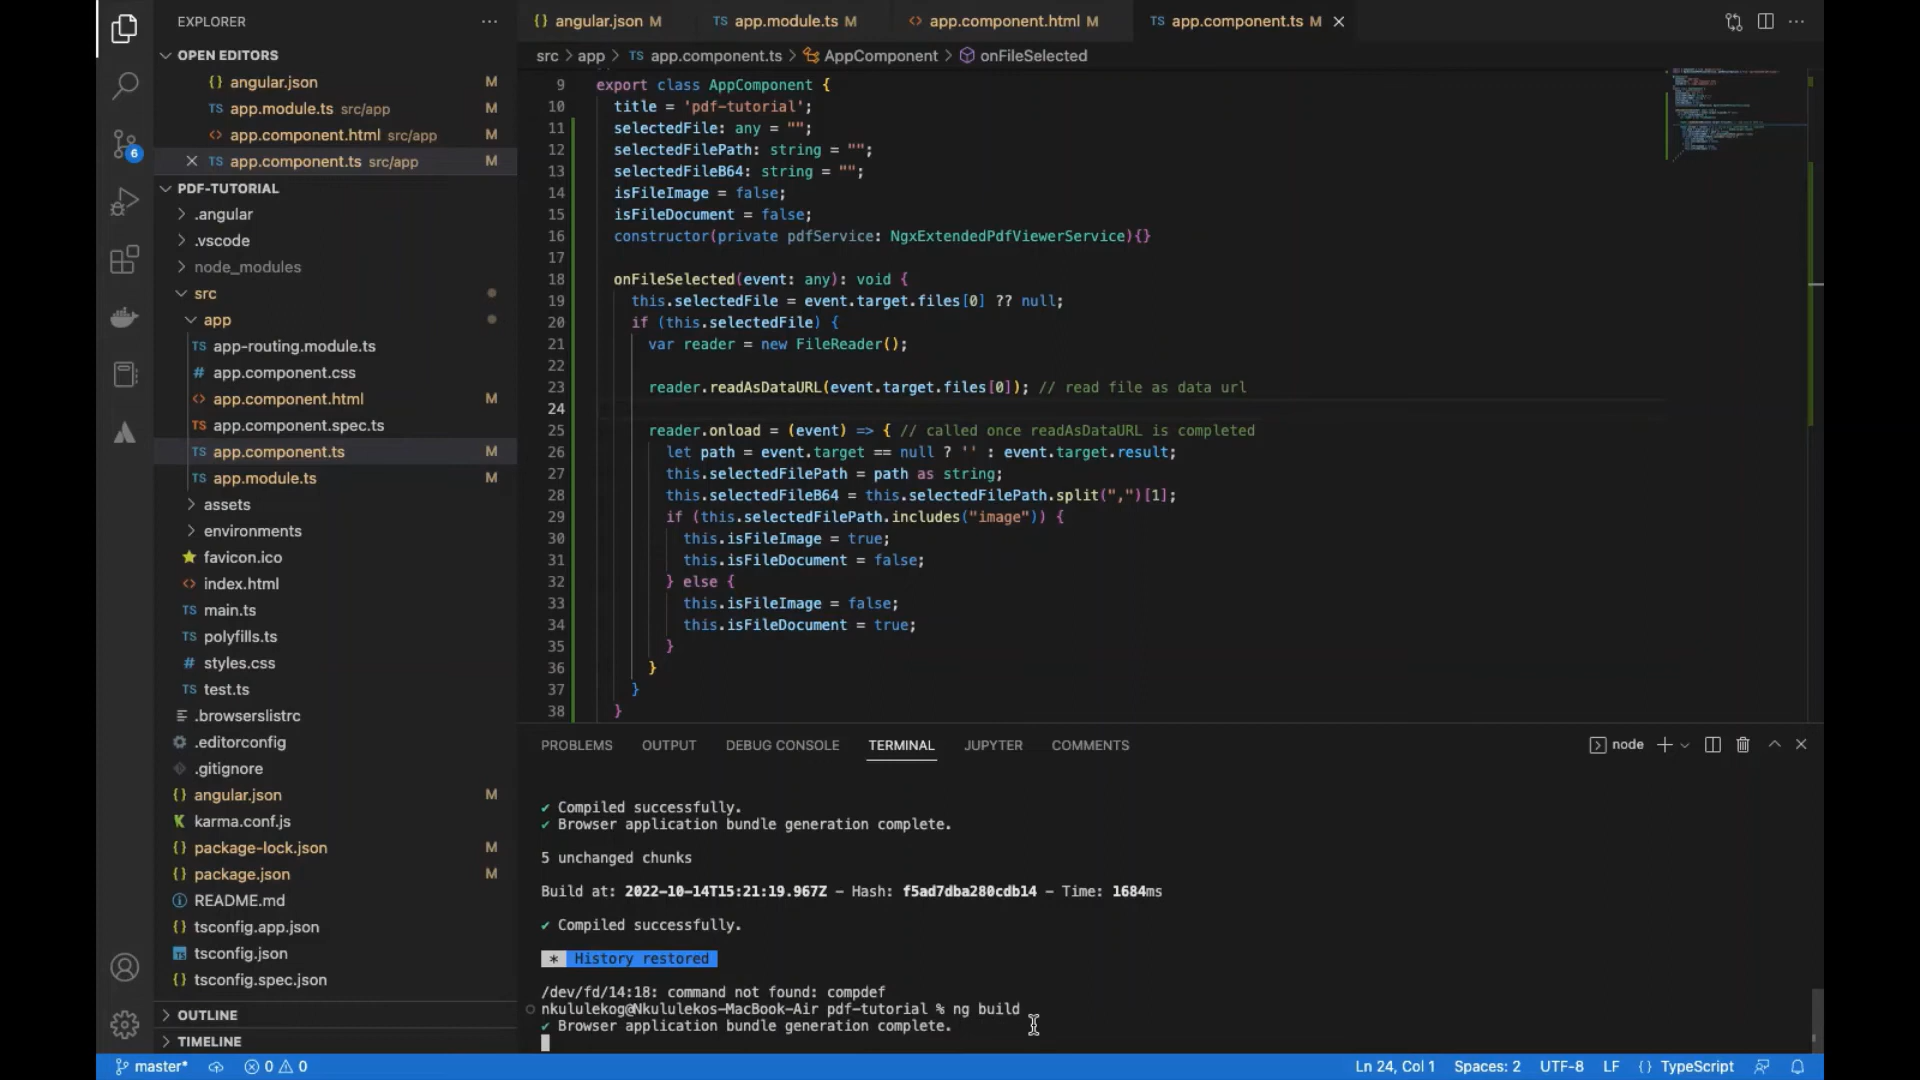 EXPLORER
OPEN EDITORS
{} angular.json M
TS app.module.ts src/app M
<> app.component.html src/app M
TS app.component.ts src/app M
PDF-TUTORIAL
.angular
.vscode
node_modules
src
app
TS app-routing.module.ts
# app.component.css
<> app.component.html M
TS app.component.spec.ts
TS app.component.ts M
TS app.module.ts M
assets
environments
favicon.ico
<> index.html
TS main.ts
TS polyfills.ts
# styles.css
TS test.ts
.browserslistrc
.editorconfig
.gitignore
{} angular.json M
karma.conf.js
{} package-lock.json M
{} package.json M
README.md
{} tsconfig.app.json
TS tsconfig.json
{} tsconfig.spec.json
OUTLINE
TIMELINE
6
{} angular.json M TS app.module.ts M <> app.component.html M TS app.component.ts M
src > app > TS app.component.ts > AppComponent > onFileSelected
9 export class AppComponent {
10 title = 'pdf-tutorial';
11 selectedFile: any = "";
12 selectedFilePath: string = "";
13 selectedFileB64: string = "";
14 isFileImage = false;
15 isFileDocument = false;
16 constructor(private pdfService: NgxExtendedPdfViewerService){}
17
18 onFileSelected(event: any): void {
19 this.selectedFile = event.target.files[0] ?? null;
20 if (this.selectedFile) {
21 var reader = new FileReader();
22
23 reader.readAsDataURL(event.target.files[0]); // read file as data url
24
25 reader.onload = (event) => { // called once readAsDataURL is completed
26 let path = event.target == null ? '' : event.target.result;
27 this.selectedFilePath = path as string;
28 this.selectedFileB64 = this.selectedFilePath.split(",")[1];
29 if (this.selectedFilePath.includes("image")) {
30 this.isFileImage = true;
31 this.isFileDocument = false;
32 } else {
33 this.isFileImage = false;
34 this.isFileDocument = true;
35 }
36 }
37 }
38 }
PROBLEMS OUTPUT DEBUG CONSOLE TERMINAL JUPYTER COMMENTS node
✔ Compiled successfully.
✔ Browser application bundle generation complete.
5 unchanged chunks
Build at: 2022-10-14T15:21:19.967Z - Hash: f5ad7dba280cdb14 - Time: 1684ms
✔ Compiled successfully.
* History restored
/dev/fd/14:18: command not found: compdef
nkululekog@Nkululekos-MacBook-Air pdf-tutorial % ng build
✔ Browser application bundle generation complete.
master* 0 0 Ln 24, Col 1 Spaces: 2 UTF-8 LF {} TypeScript